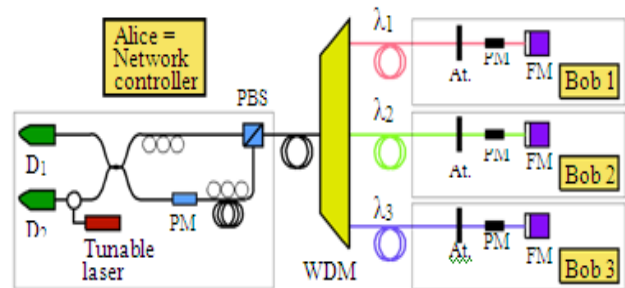 Alice =
Network
controller
PBS
D1
D2
PM
Tunable
laser
WDM
λ1
At.
PM
FM
Bob 1
λ2
At.
PM
FM
Bob 2
λ3
At.
PM
FM
Bob 3